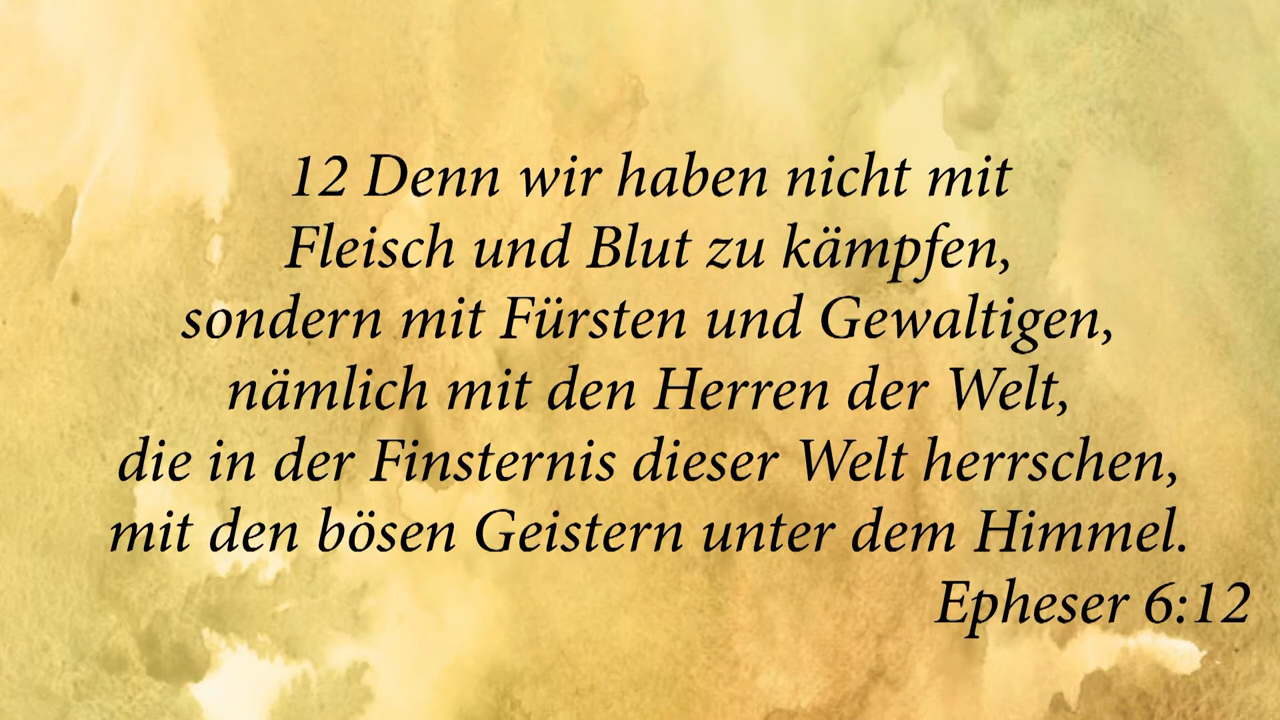 12 Denn wir haben nicht mit
Fleisch und Blut zu kämpfen,
sondern mit Fürsten und Gewaltigen,
nämlich mit den Herren der Welt,
die in der Finsternis dieser Welt herrschen,
mit den bösen Geistern unter dem Himmel.
Epheser 6:12